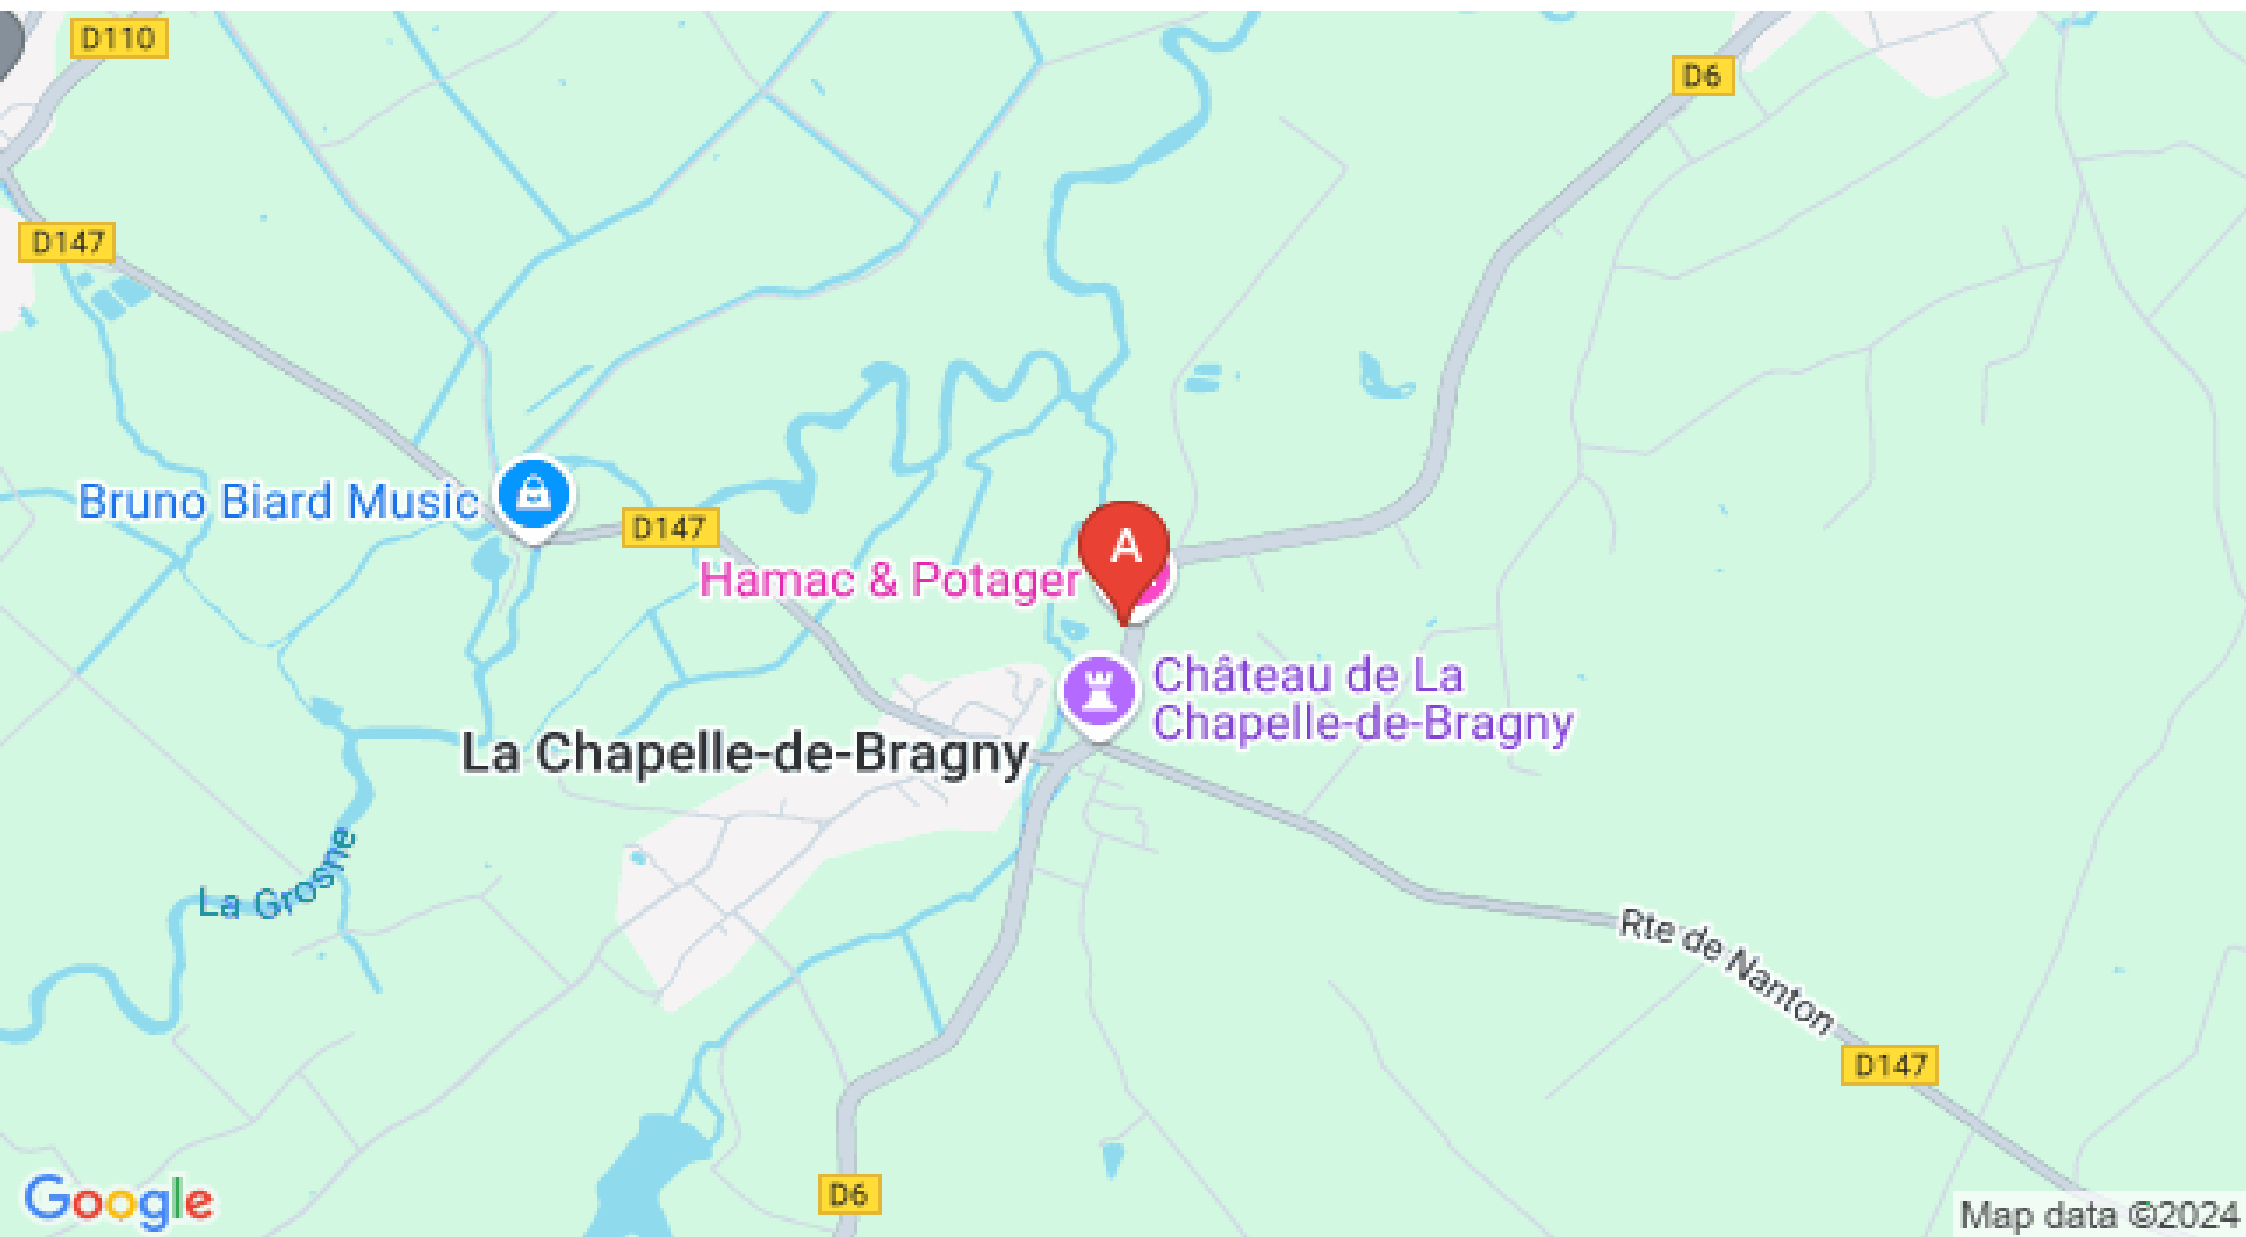 D110
D6
D147
Bruno Biard Music
D147
A
Hamac & Potager
Château de La
Chapelle-de-Bragny
La Chapelle-de-Bragny
La Grosne
Rte de Nanton
D147
D6
Google
Map data ©2024